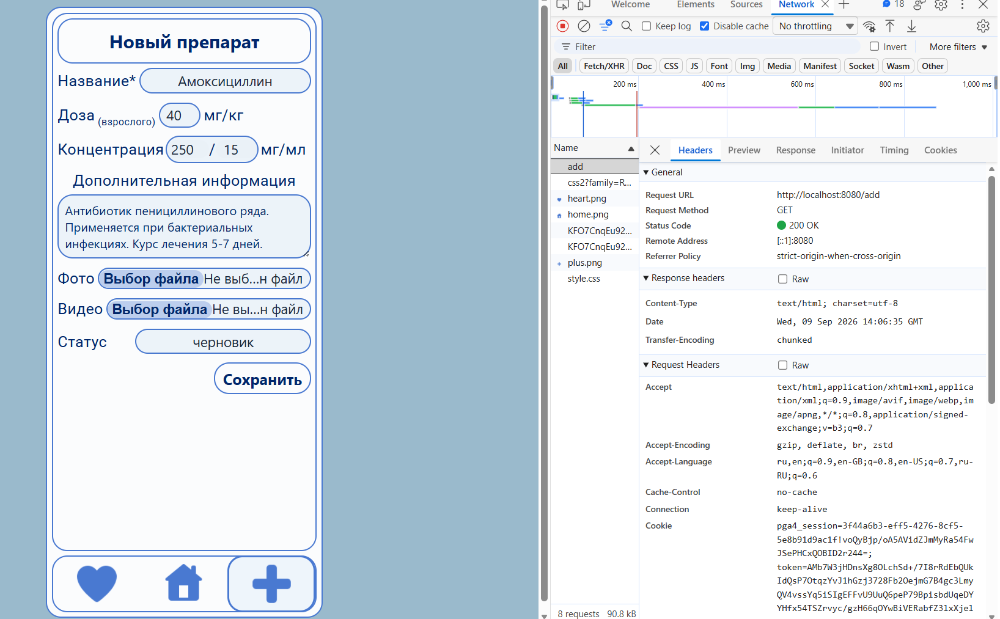 Новый препарат
Название* Амоксициллин
Доза (взрослого) 40 мг/кг
Концентрация 250 / 15 мг/мл
Дополнительная информация
Антибиотик пенициллинового ряда.
Применяется при бактериальных
инфекциях. Курс лечения 5-7 дней.
Фото Выбор файла Не выб...н файл
Видео Выбор файла Не вы...н файл
Статус черновик
Сохранить
Welcome Elements Sources Network 18
Keep log Disable cache No throttling
Filter Invert More filters
All Fetch/XHR Doc CSS JS Font Img Media Manifest Socket Wasm Other
200 ms 400 ms 600 ms 800 ms 1,000 ms
Name
add
css2?family=R...
heart.png
home.png
KFO7CnqEu92...
KFO7CnqEu92...
plus.png
style.css
8 requests 90.8 kB
Headers Preview Response Initiator Timing Cookies
General
Request URL http://localhost:8080/add
Request Method GET
Status Code 200 OK
Remote Address [::1]:8080
Referrer Policy strict-origin-when-cross-origin
Response headers Raw
Content-Type text/html; charset=utf-8
Date Wed, 09 Sep 2026 14:06:35 GMT
Transfer-Encoding chunked
Request Headers Raw
Accept text/html,application/xhtml+xml,applica
tion/xml;q=0.9,image/avif,image/webp,im
age/apng,*/*;q=0.8,application/signed-
exchange;v=b3;q=0.7
Accept-Encoding gzip, deflate, br, zstd
Accept-Language ru,en;q=0.9,en-GB;q=0.8,en-US;q=0.7,ru-
RU;q=0.6
Cache-Control no-cache
Connection keep-alive
Cookie pga4_session=3f44a6b3-eff5-4276-8cf5-
5e8b91d9ac1f!voQyBjp/oA5AVidZJmMyRa54Fw
JSePHCxQOBID2r244=;
token=AMb7W3jHDnsXg8OLchSd+/7I8rRdEbQUk
IdQsP7OtqzYvJ1hGzj3728Fb2OejmG7B4gc3Lmy
QV4vssYq5iSIgEFFvU9UuQ6peP79BpisbdUqeDY
YHfx54TSZrvyc/gzH66qOYwBiVERabfZ3lxXjel